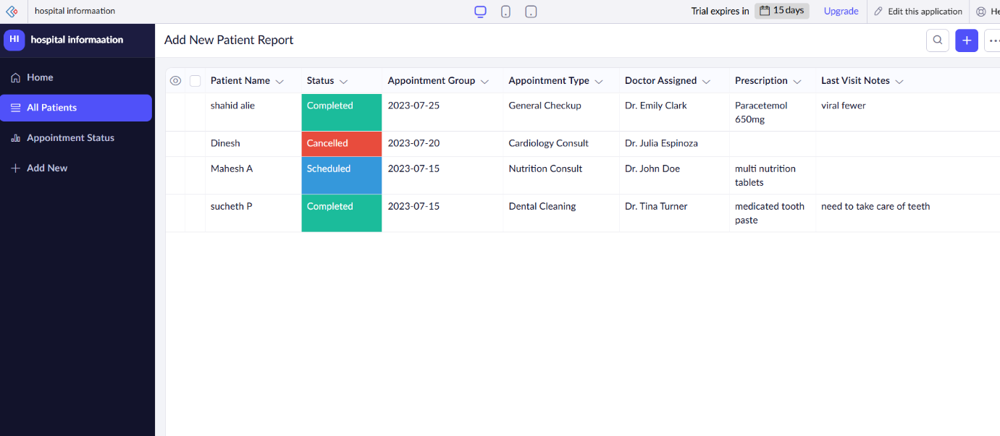 hospital informaation
Trial expires in 15 days Upgrade Edit this application He
HI hospital informaation
Add New Patient Report
Home
All Patients
Appointment Status
Add New
Patient Name Status Appointment Group Appointment Type Doctor Assigned Prescription Last Visit Notes
shahid alie Completed 2023-07-25 General Checkup Dr. Emily Clark Paracetemol viral fewer
650mg
Dinesh Cancelled 2023-07-20 Cardiology Consult Dr. Julia Espinoza
Mahesh A Scheduled 2023-07-15 Nutrition Consult Dr. John Doe multi nutrition
tablets
sucheth P Completed 2023-07-15 Dental Cleaning Dr. Tina Turner medicated tooth need to take care of teeth
paste